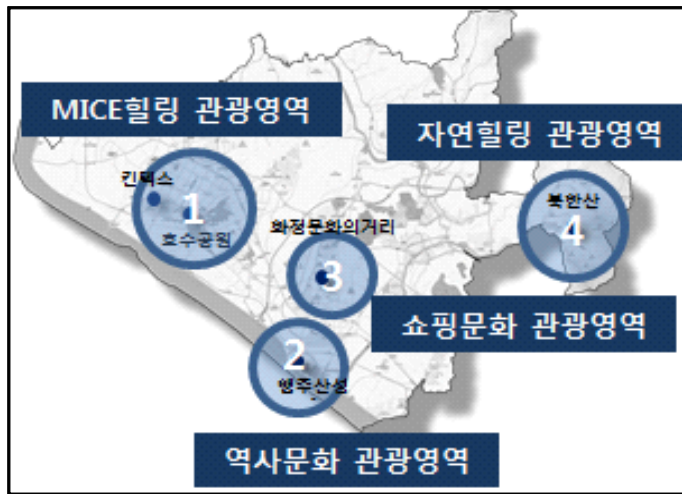 MICE힐링 관광영역
자연힐링 관광영역
킨텍스
1
호수공원
화정문화의거리
3
북한산
4
쇼핑문화 관광영역
2
행주산성
역사문화 관광영역